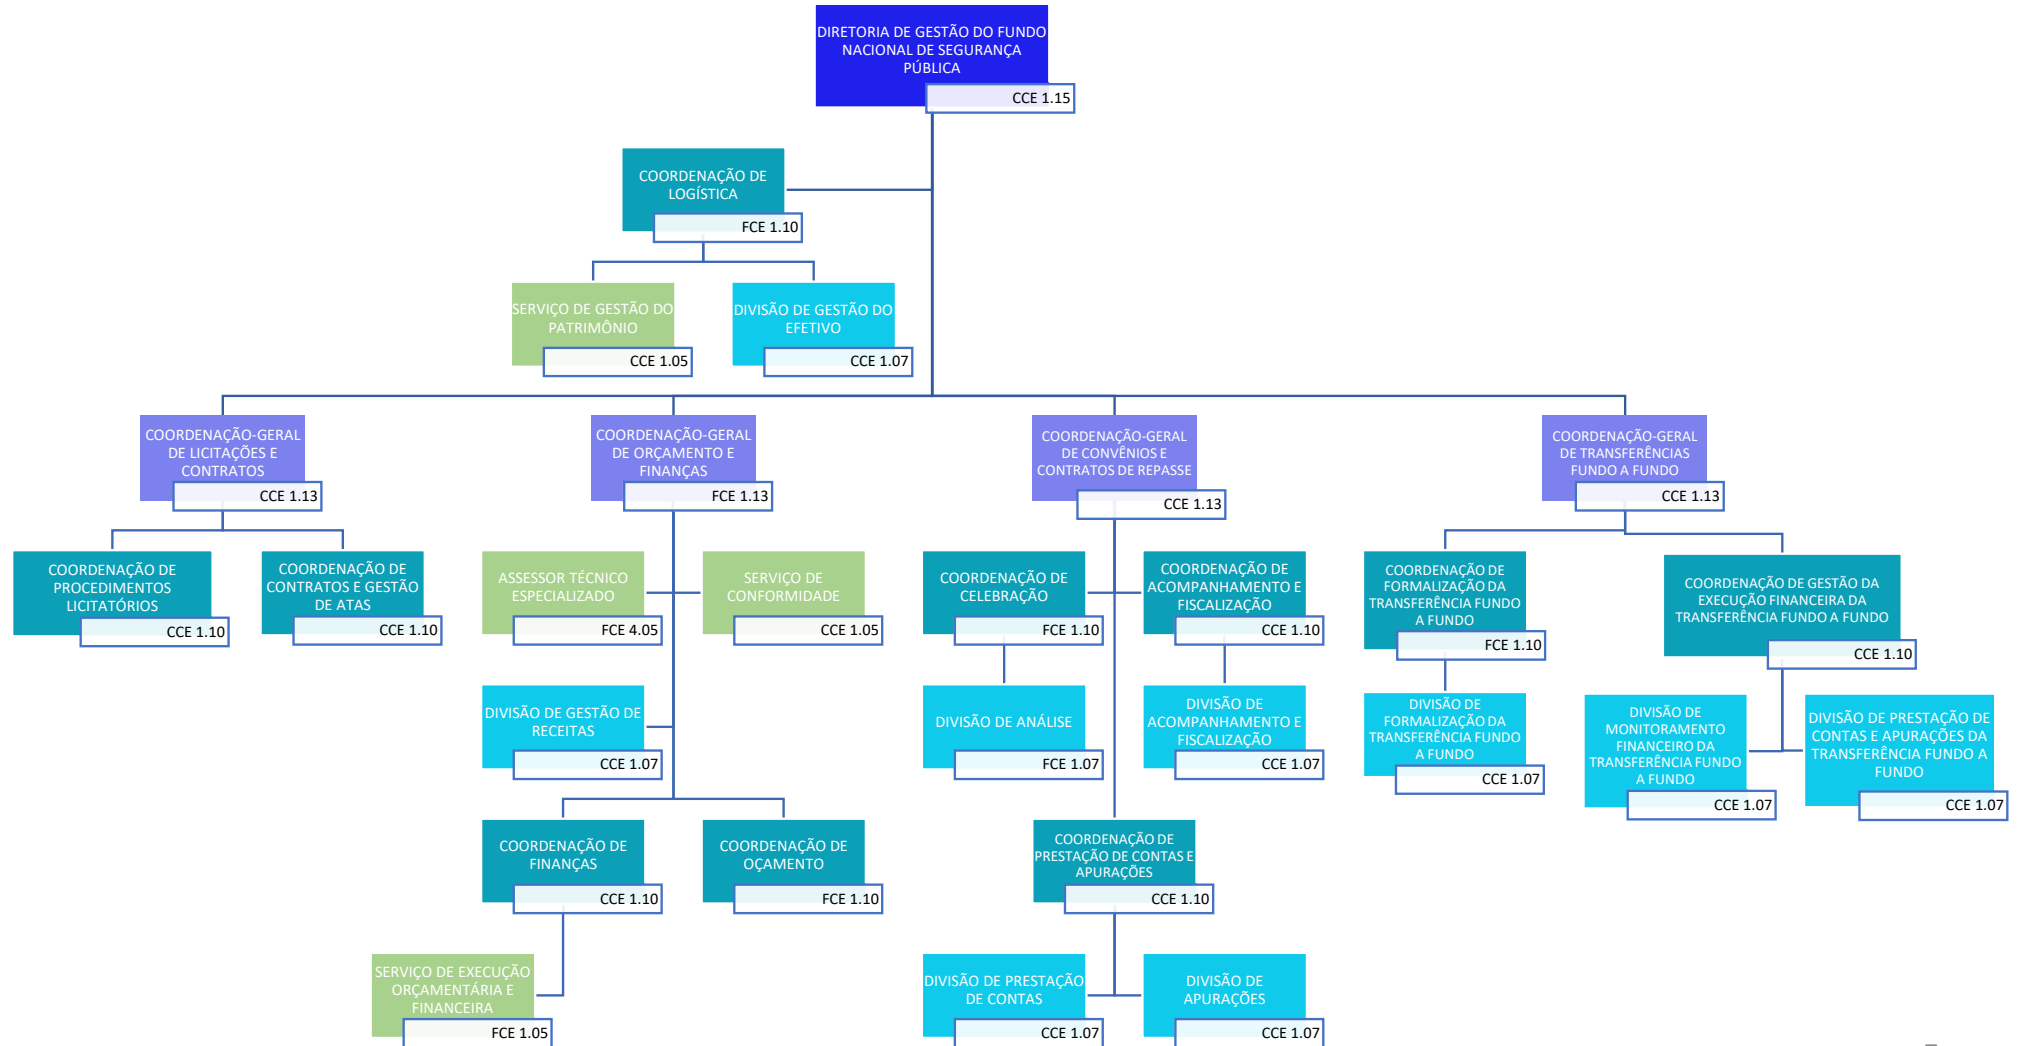 DIRETORIA DE GESTÃO DO FUNDO
NACIONAL DE SEGURANÇA
PÚBLICA
CCE 1.15
COORDENAÇÃO DE
LOGÍSTICA
FCE 1.10
SERVIÇO DE GESTÃO DO
PATRIMÔNIO
CCE 1.05
DIVISÃO DE GESTÃO DO
EFETIVO
CCE 1.07
COORDENAÇÃO-GERAL
DE LICITAÇÕES E
CONTRATOS
CCE 1.13
COORDENAÇÃO-GERAL
DE ORÇAMENTO E
FINANÇAS
FCE 1.13
COORDENAÇÃO-GERAL
DE CONVÊNIOS E
CONTRATOS DE REPASSE
CCE 1.13
COORDENAÇÃO-GERAL
DE TRANSFERÊNCIAS
FUNDO A FUNDO
CCE 1.13
COORDENAÇÃO DE
PROCEDIMENTOS
LICITATÓRIOS
CCE 1.10
COORDENAÇÃO DE
CONTRATOS E GESTÃO
DE ATAS
CCE 1.10
ASSESSOR TÉCNICO
ESPECIALIZADO
FCE 4.05
SERVIÇO DE
CONFORMIDADE
CCE 1.05
COORDENAÇÃO DE
CELEBRAÇÃO
FCE 1.10
COORDENAÇÃO DE
ACOMPANHAMENTO E
FISCALIZAÇÃO
CCE 1.10
COORDENAÇÃO DE
FORMALIZAÇÃO DA
TRANSFERÊNCIA FUNDO
A FUNDO
FCE 1.10
COORDENAÇÃO DE GESTÃO DA
EXECUÇÃO FINANCEIRA DA
TRANSFERÊNCIA FUNDO A FUNDO
CCE 1.10
DIVISÃO DE GESTÃO DE
RECEITAS
CCE 1.07
DIVISÃO DE ANÁLISE
FCE 1.07
DIVISÃO DE
ACOMPANHAMENTO E
FISCALIZAÇÃO
CCE 1.07
DIVISÃO DE
FORMALIZAÇÃO DA
TRANSFERÊNCIA FUNDO
A FUNDO
CCE 1.07
DIVISÃO DE
MONITORAMENTO
FINANCEIRO DA
TRANSFERÊNCIA FUNDO
A FUNDO
CCE 1.07
DIVISÃO DE PRESTAÇÃO DE
CONTAS E APURAÇÕES DA
TRANSFERÊNCIA FUNDO A
FUNDO
CCE 1.07
COORDENAÇÃO DE
FINANÇAS
CCE 1.10
COORDENAÇÃO DE
OÇAMENTO
FCE 1.10
COORDENAÇÃO DE
PRESTAÇÃO DE CONTAS E
APURAÇÕES
CCE 1.10
SERVIÇO DE EXECUÇÃO
ORÇAMENTÁRIA E
FINANCEIRA
FCE 1.05
DIVISÃO DE PRESTAÇÃO
DE CONTAS
CCE 1.07
DIVISÃO DE
APURAÇÕES
CCE 1.07